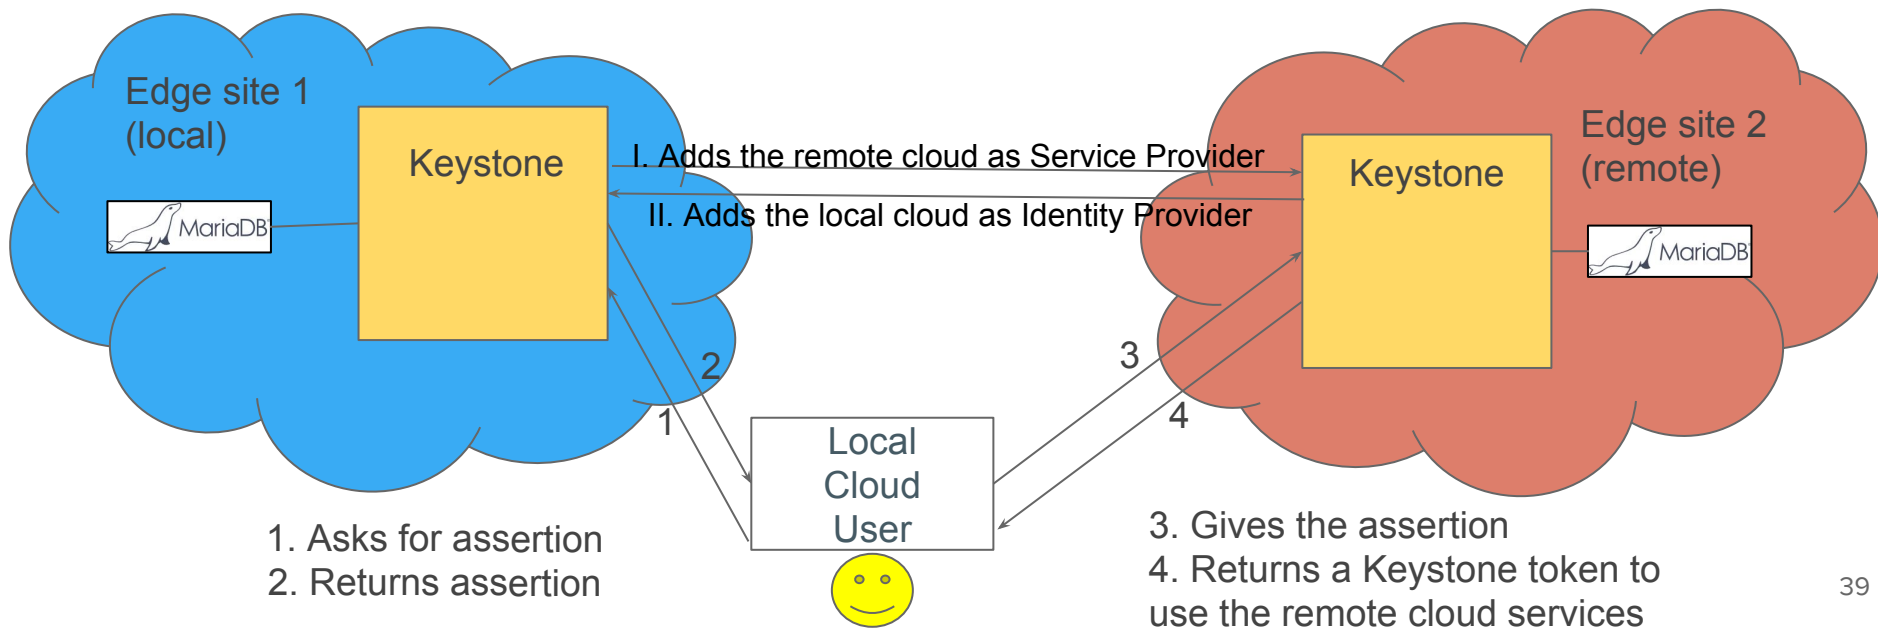 Edge site 1
(local)
Keystone
MariaDB
I. Adds the remote cloud as Service Provider
II. Adds the local cloud as Identity Provider
Keystone
Edge site 2
(remote)
MariaDB
2
1
3
4
Local
Cloud
User
1. Asks for assertion
2. Returns assertion
3. Gives the assertion
4. Returns a Keystone token to
use the remote cloud services
39